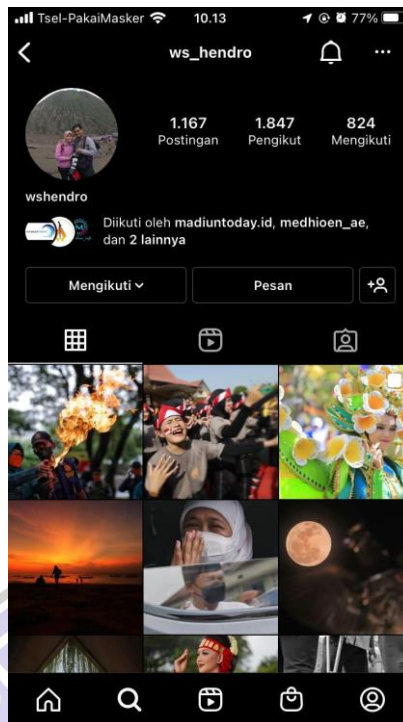 Tsel-PakaiMasker 10.13 77%
ws_hendro
1.167 1.847 824
Postingan Pengikut Mengikuti
wshendro
Diikuti oleh madiuntoday.id, medhioen_ae,
dan 2 lainnya
Mengikuti Pesan